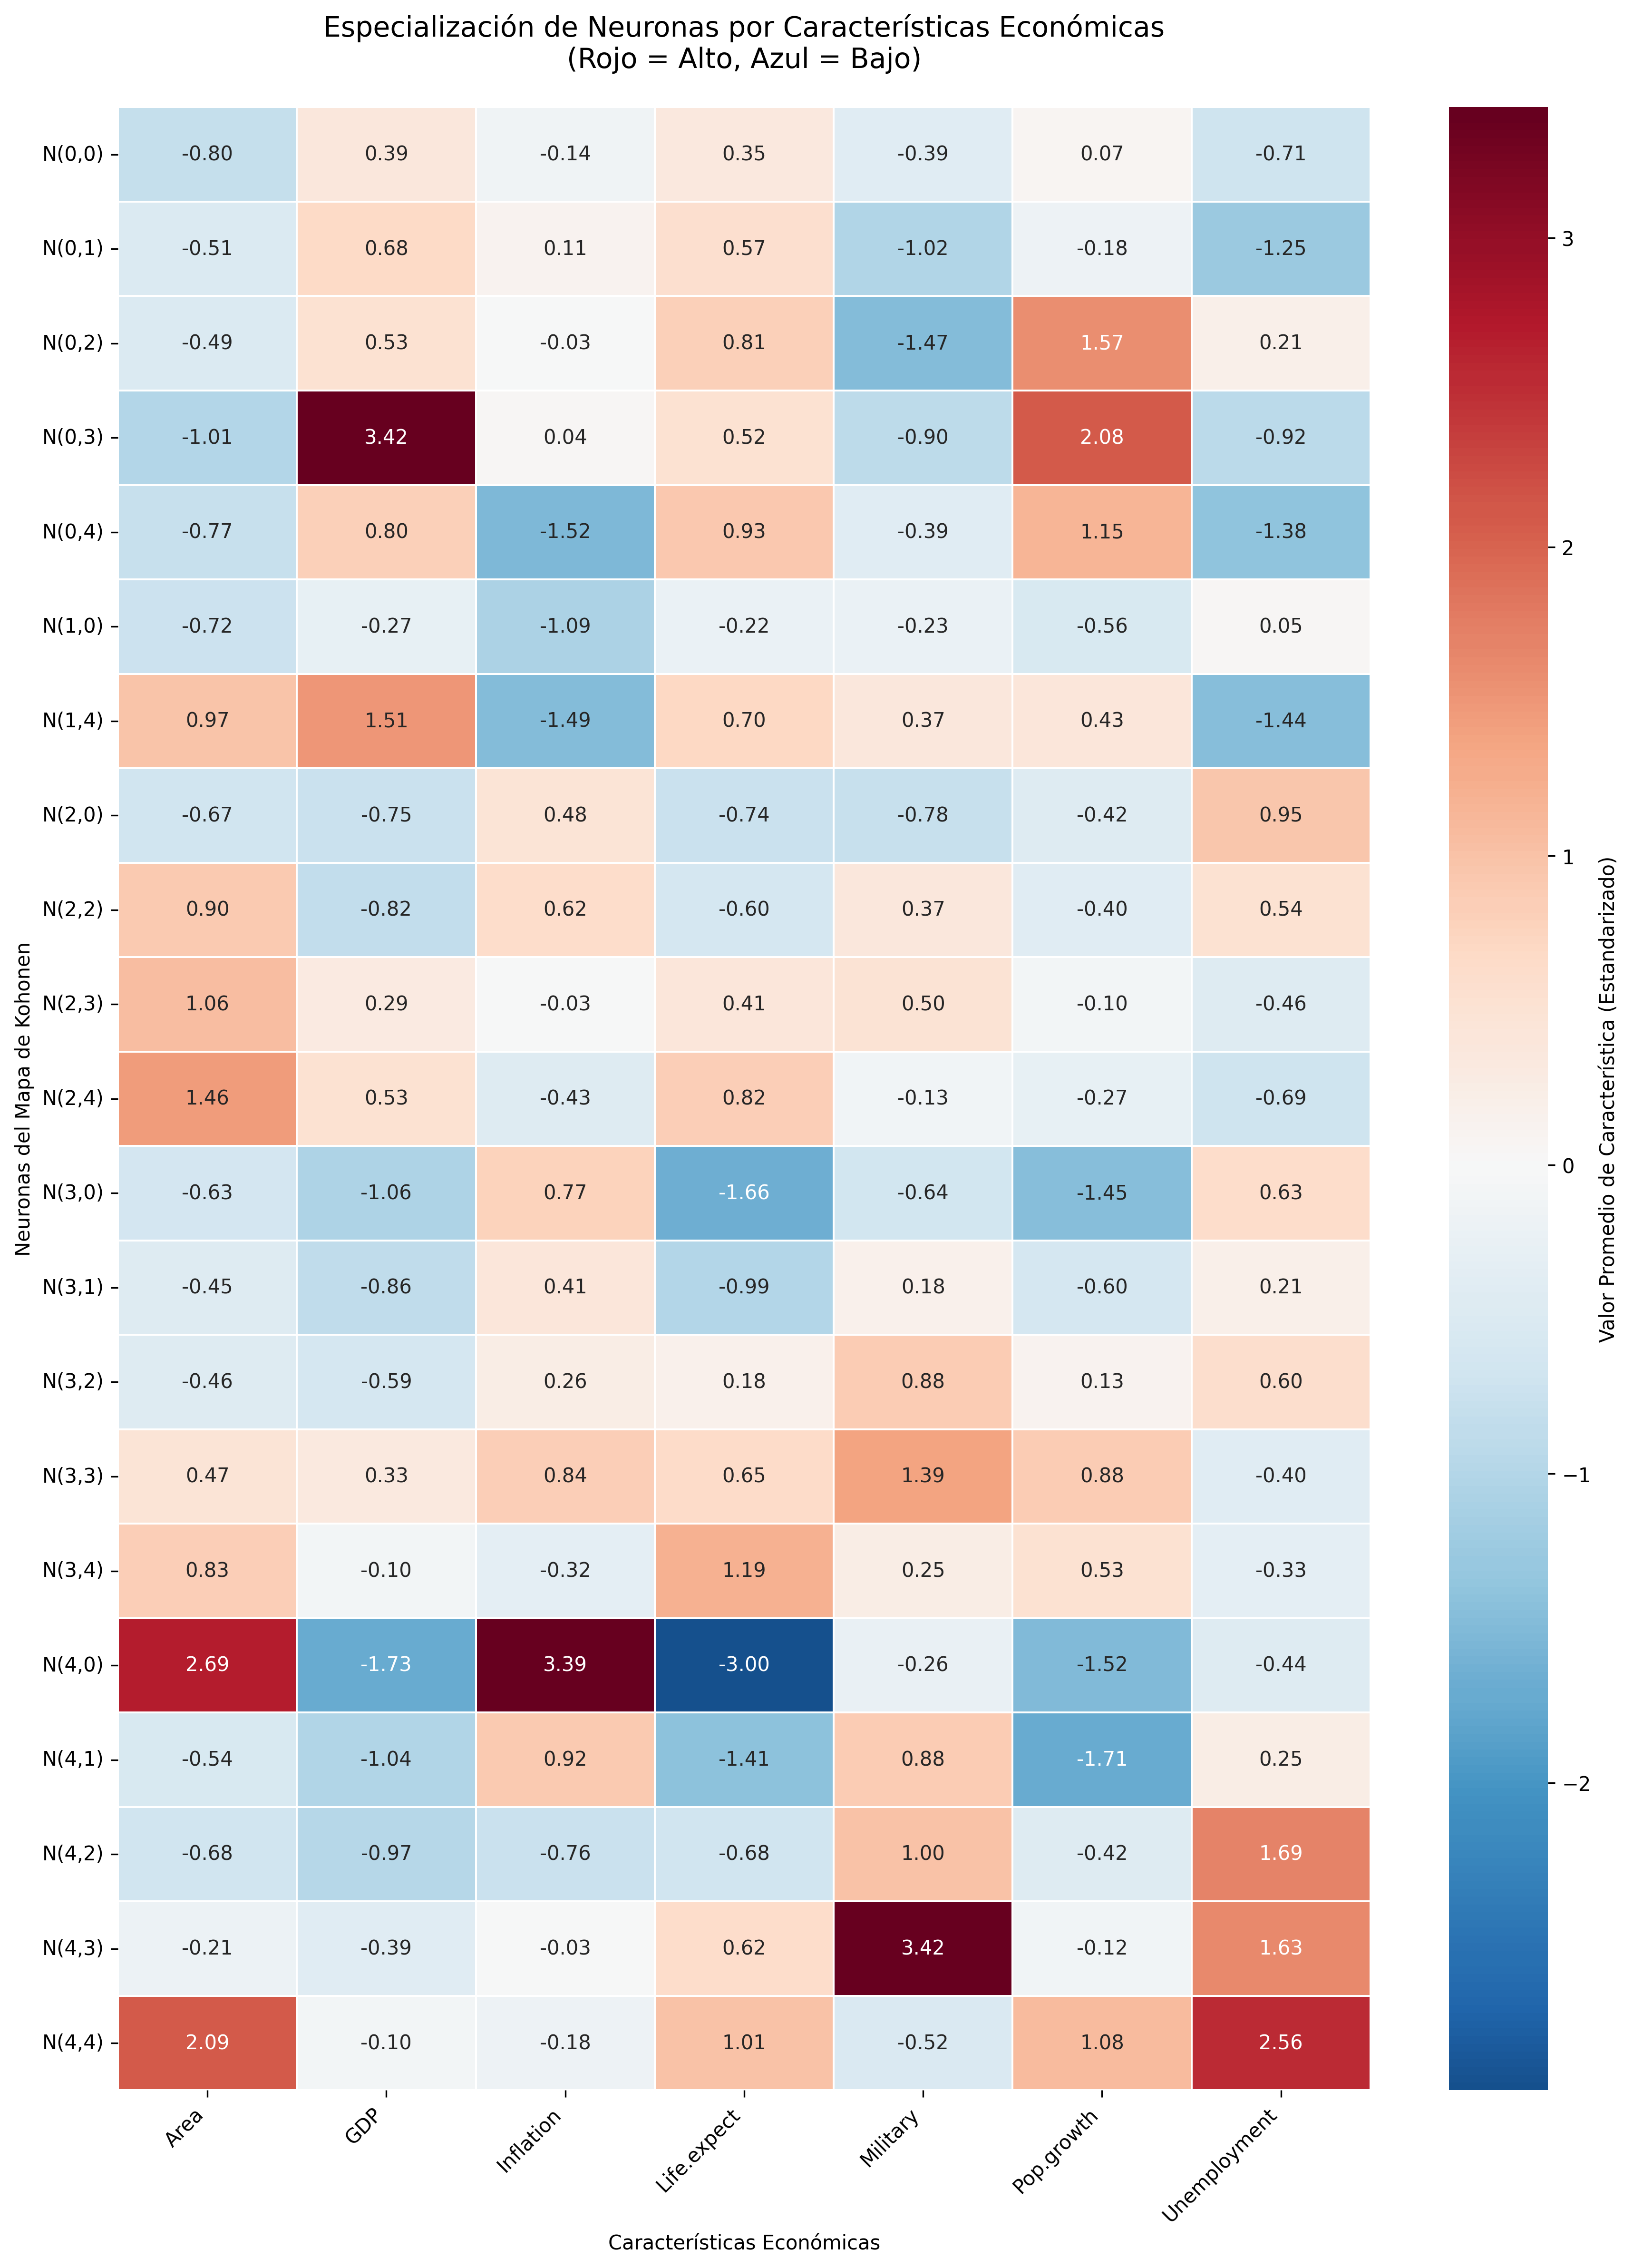 Especialización de Neuronas por Características Económicas
(Rojo = Alto, Azul = Bajo)
N(0,0) -0.80 0.39 -0.14 0.35 -0.39 0.07 -0.71
N(0,1) -0.51 0.68 0.11 0.57 -1.02 -0.18 -1.25
N(0,2) -0.49 0.53 -0.03 0.81 -1.47 1.57 0.21
N(0,3) -1.01 3.42 0.04 0.52 -0.90 2.08 -0.92
N(0,4) -0.77 0.80 -1.52 0.93 -0.39 1.15 -1.38
N(1,0) -0.72 -0.27 -1.09 -0.22 -0.23 -0.56 0.05
N(1,4) 0.97 1.51 -1.49 0.70 0.37 0.43 -1.44
N(2,0) -0.67 -0.75 0.48 -0.74 -0.78 -0.42 0.95
N(2,2) 0.90 -0.82 0.62 -0.60 0.37 -0.40 0.54
N(2,3) 1.06 0.29 -0.03 0.41 0.50 -0.10 -0.46
N(2,4) 1.46 0.53 -0.43 0.82 -0.13 -0.27 -0.69
N(3,0) -0.63 -1.06 0.77 -1.66 -0.64 -1.45 0.63
N(3,1) -0.45 -0.86 0.41 -0.99 0.18 -0.60 0.21
N(3,2) -0.46 -0.59 0.26 0.18 0.88 0.13 0.60
N(3,3) 0.47 0.33 0.84 0.65 1.39 0.88 -0.40
N(3,4) 0.83 -0.10 -0.32 1.19 0.25 0.53 -0.33
N(4,0) 2.69 -1.73 3.39 -3.00 -0.26 -1.52 -0.44
N(4,1) -0.54 -1.04 0.92 -1.41 0.88 -1.71 0.25
N(4,2) -0.68 -0.97 -0.76 -0.68 1.00 -0.42 1.69
N(4,3) -0.21 -0.39 -0.03 0.62 3.42 -0.12 1.63
N(4,4) 2.09 -0.10 -0.18 1.01 -0.52 1.08 2.56
Area GDP Inflation Life.expect Military Pop.growth Unemployment
Características Económicas
Neuronas del Mapa de Kohonen
3
2
1
0
−1
−2
Valor Promedio de Característica (Estandarizado)